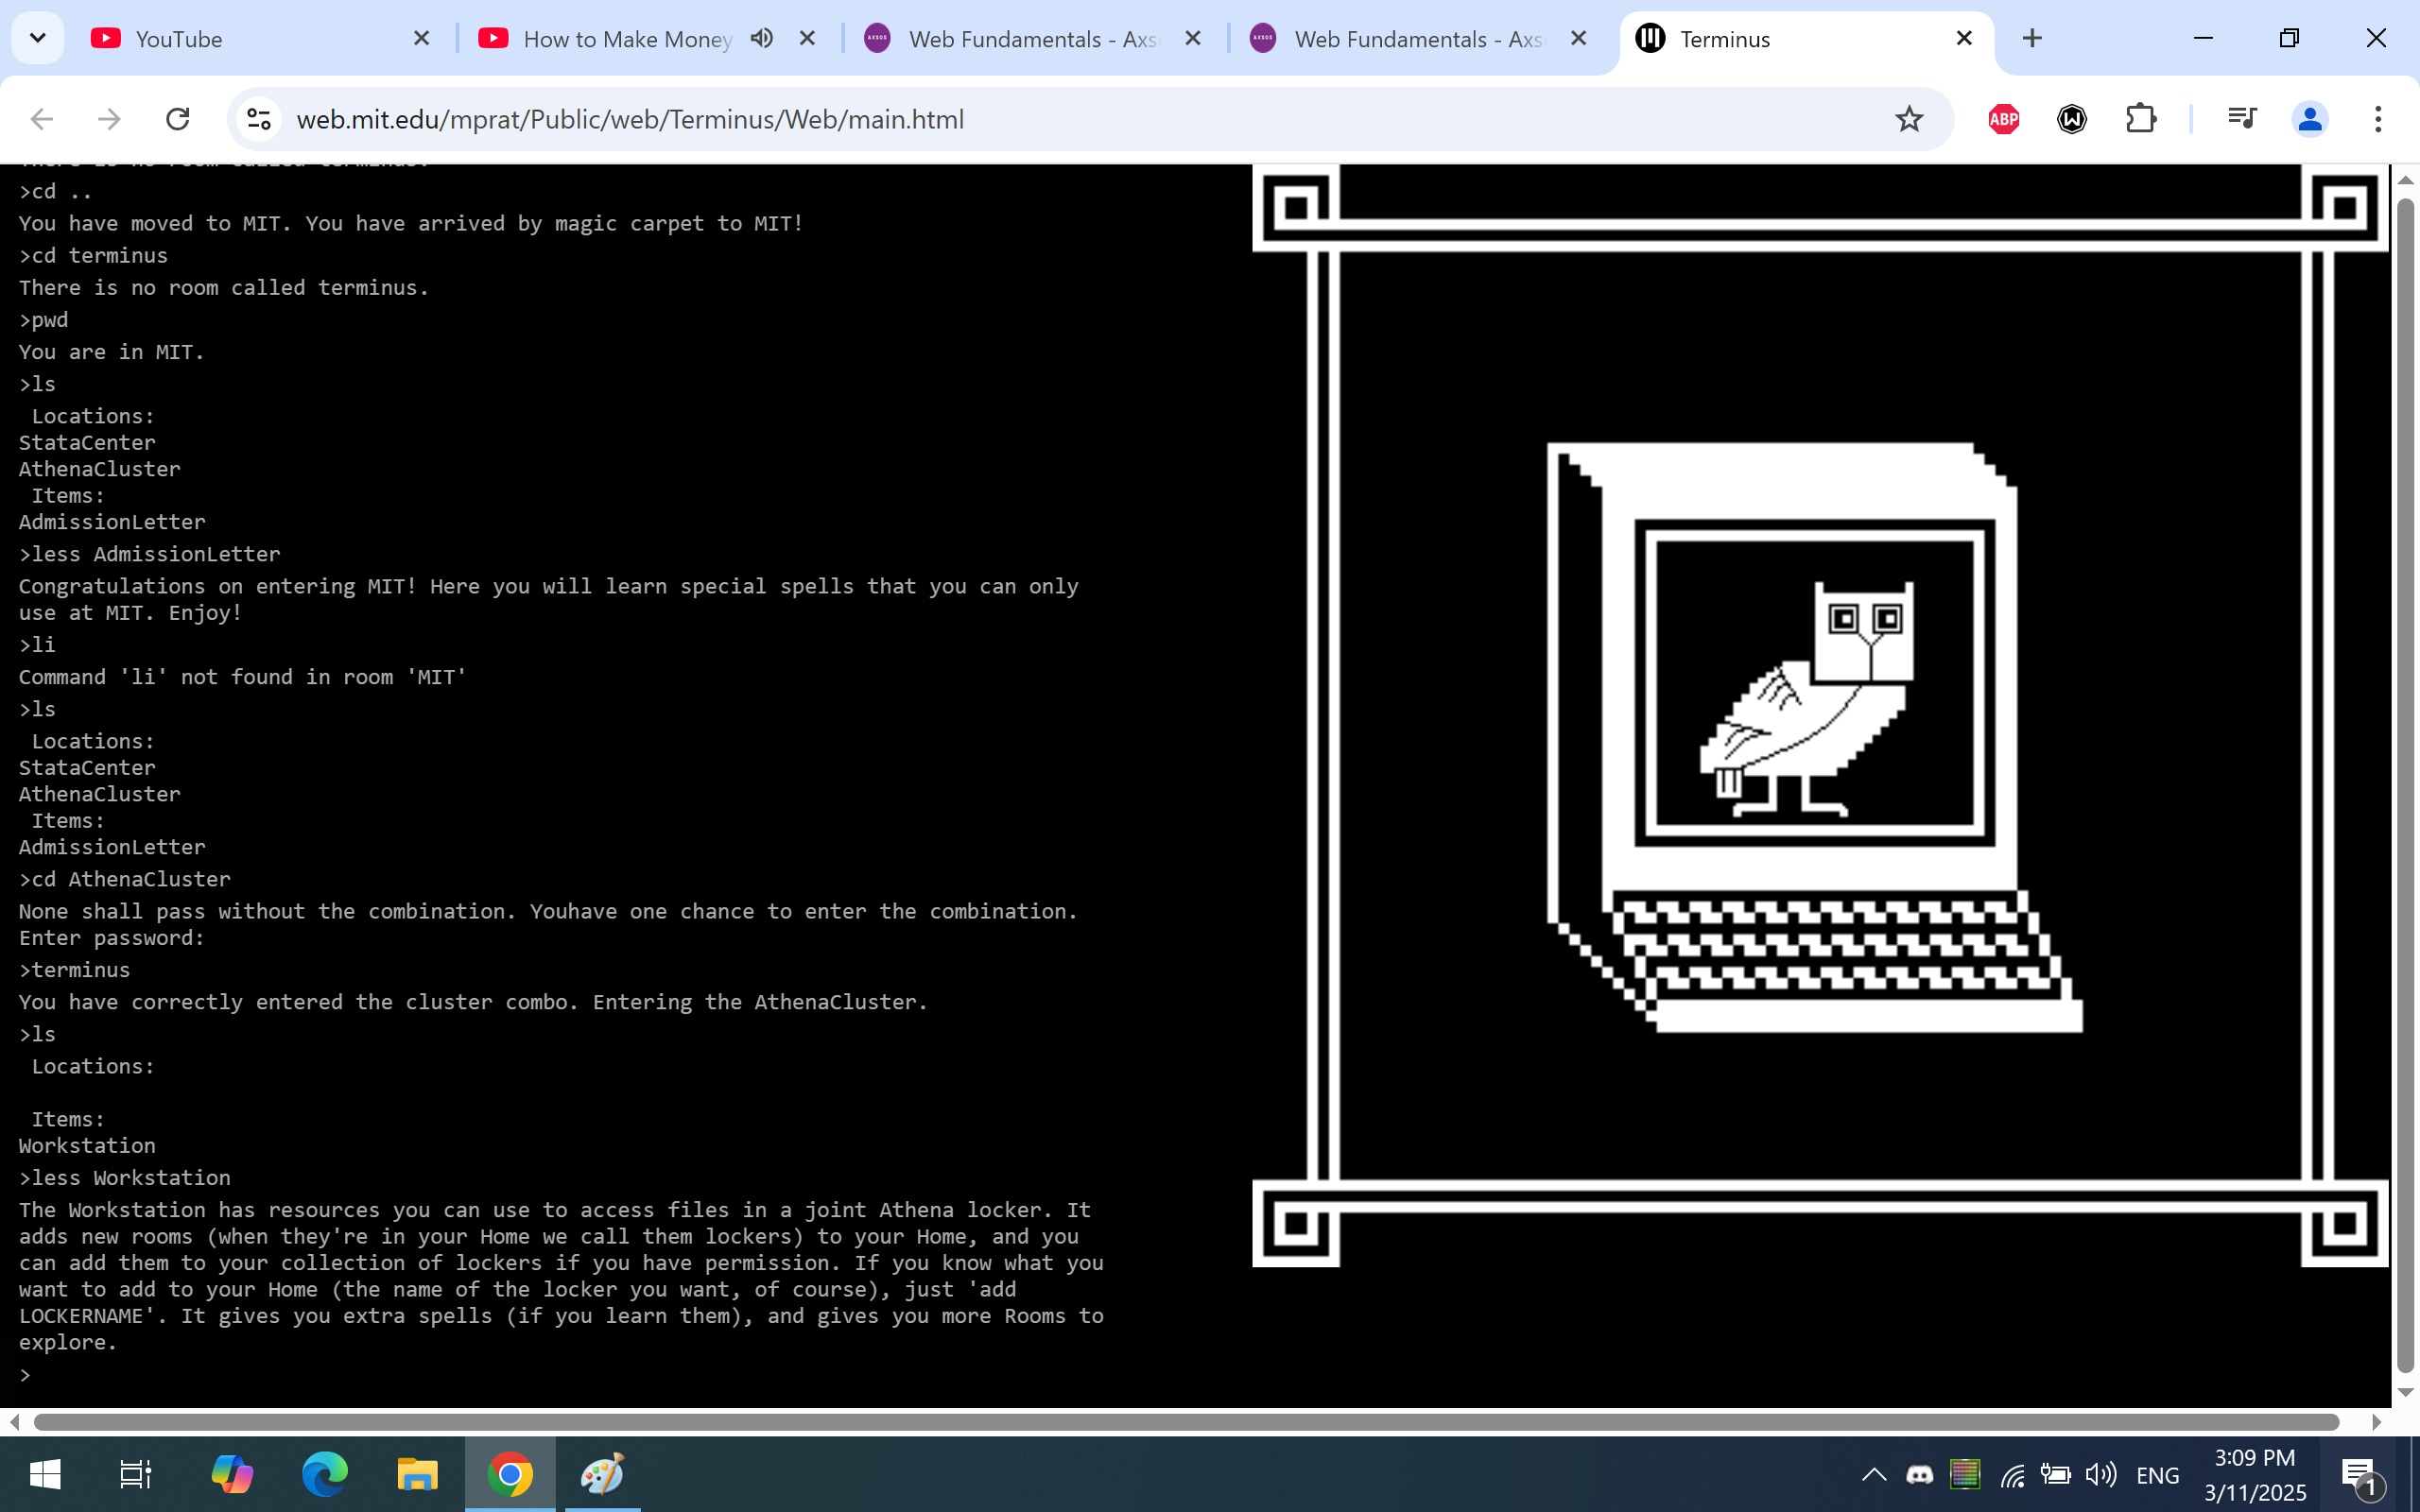 YouTube
How to Make Money
Web Fundamentals - Axs
Web Fundamentals - Axs
Terminus
web.mit.edu/mprat/Public/web/Terminus/Web/main.html
ABP
There is no room called terminus.
>cd ..
You have moved to MIT. You have arrived by magic carpet to MIT!
>cd terminus
There is no room called terminus.
>pwd
You are in MIT.
>ls
Locations:
StataCenter
AthenaCluster
Items:
AdmissionLetter
>less AdmissionLetter
Congratulations on entering MIT! Here you will learn special spells that you can only
use at MIT. Enjoy!
>li
Command 'li' not found in room 'MIT'
>ls
Locations:
StataCenter
AthenaCluster
Items:
AdmissionLetter
>cd AthenaCluster
None shall pass without the combination. Youhave one chance to enter the combination.
Enter password:
>terminus
You have correctly entered the cluster combo. Entering the AthenaCluster.
>ls
Locations:
Items:
Workstation
>less Workstation
The Workstation has resources you can use to access files in a joint Athena locker. It
adds new rooms (when they're in your Home we call them lockers) to your Home, and you
can add them to your collection of lockers if you have permission. If you know what you
want to add to your Home (the name of the locker you want, of course), just 'add
LOCKERNAME'. It gives you extra spells (if you learn them), and gives you more Rooms to
explore.
>
ENG
3:09 PM
3/11/2025
1